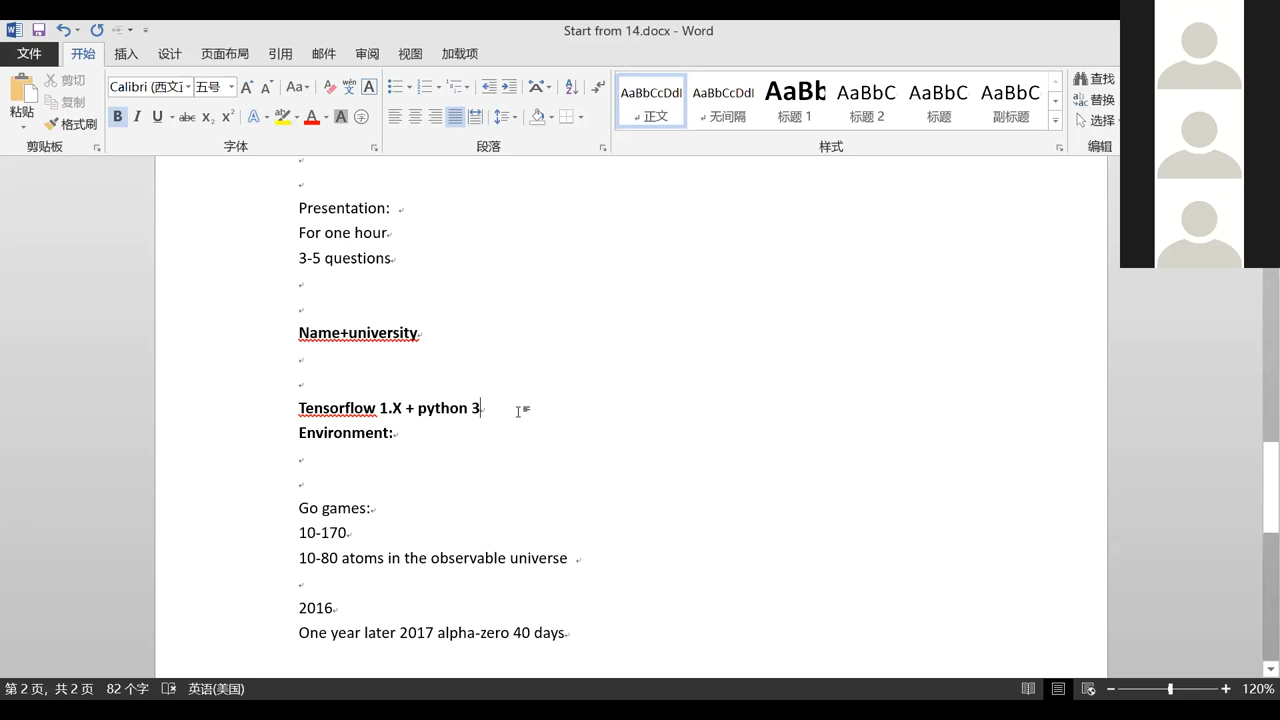 Start from 14.docx - Word
文件 开始 插入 设计 页面布局 引用 邮件 审阅 视图 加载项
剪切
复制
格式刷
粘贴
剪贴板
Calibri (西文 五号
字体
段落
AaBbCcDdI AaBbCcDdI AaBb AaBbC AaBbC AaBbC
正文 无间隔 标题 1 标题 2 标题 副标题
样式
查找
替换
选择
编辑
Presentation:
For one hour
3-5 questions
Name+university
Tensorflow 1.X + python 3
Environment:
Go games:
10-170
10-80 atoms in the observable universe
2016
One year later 2017 alpha-zero 40 days
第 2 页，共 2 页 82 个字 英语(美国) 120%